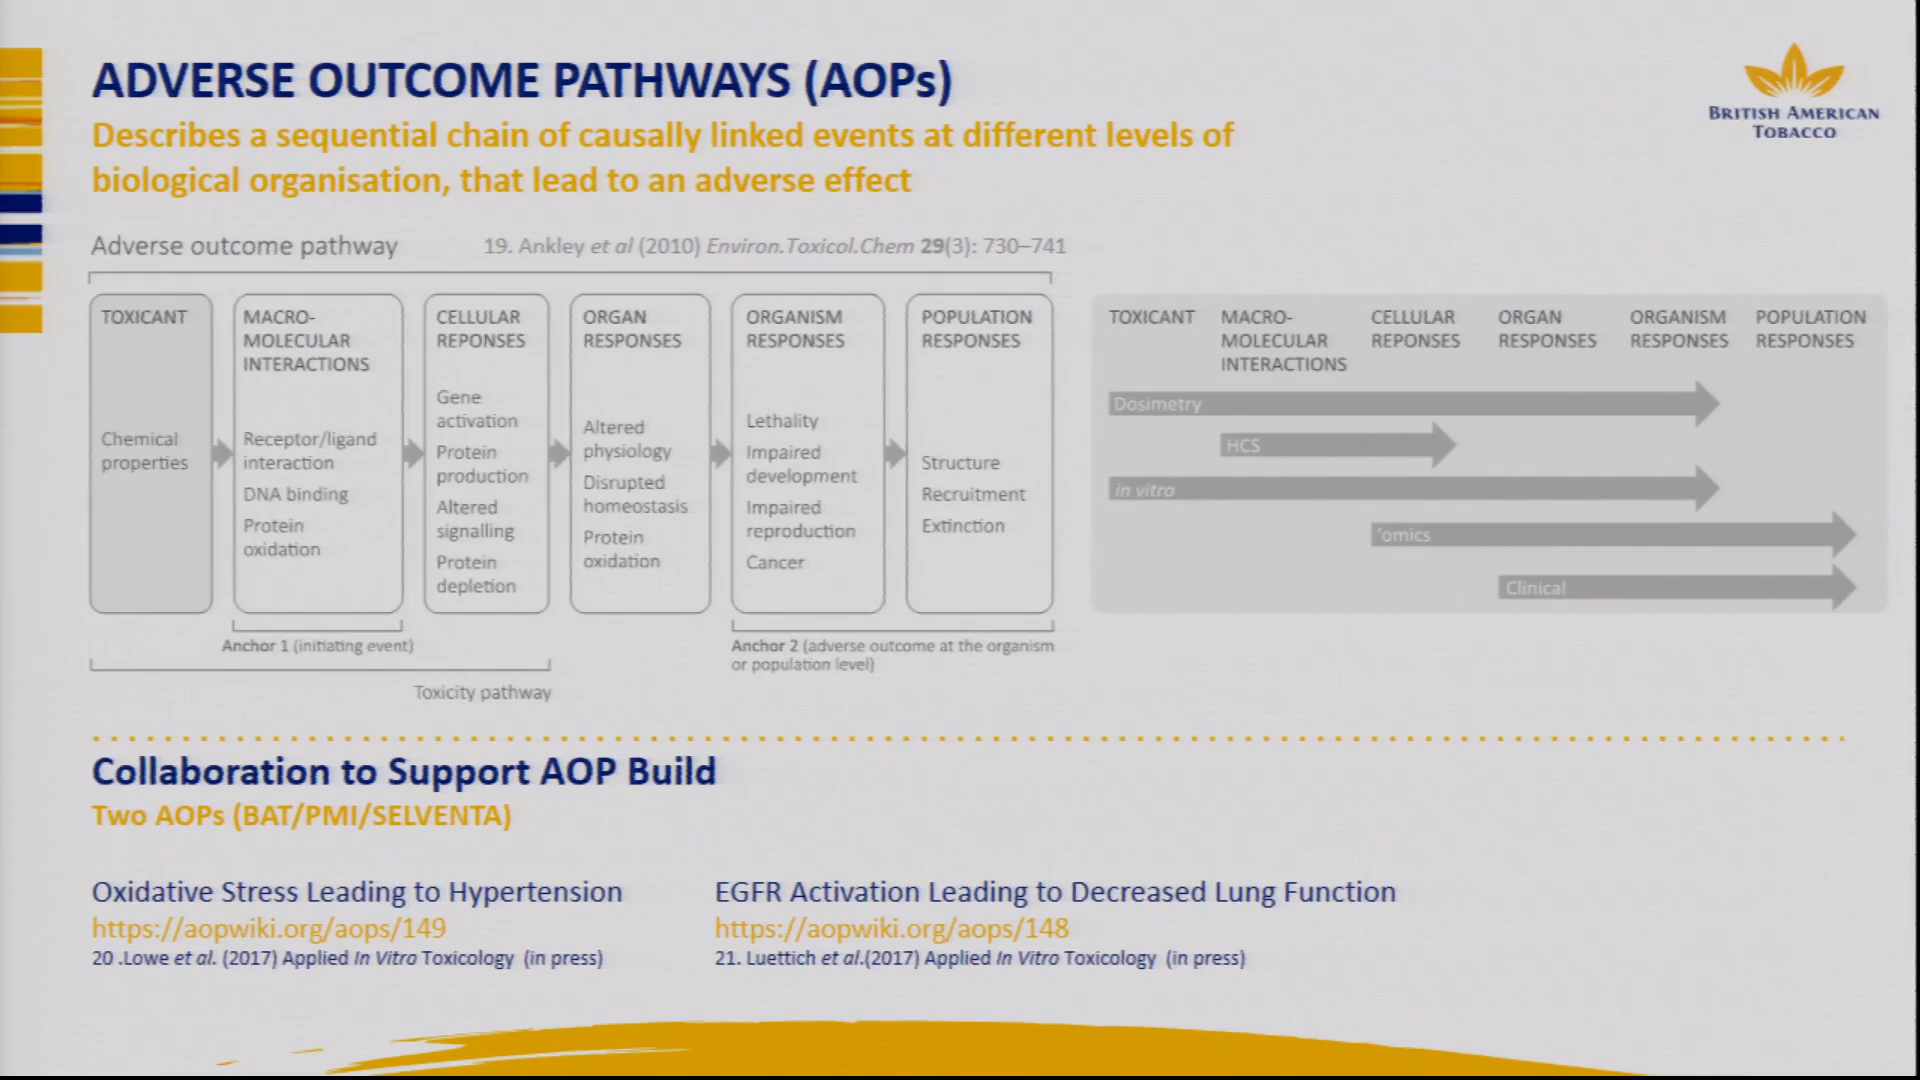 ADVERSE OUTCOME PATHWAYS (AOPs)
Describes a sequential chain of causally linked events at different levels of
biological organisation, that lead to an adverse effect
BRITISH AMERICAN
TOBACCO
Adverse outcome pathway
19. Ankley et al (2010) Environ.Toxicol.Chem 29(3): 730–741
TOXICANT
Chemical
properties
MACRO-
MOLECULAR
INTERACTIONS
Receptor/ligand
interaction
DNA binding
Protein
oxidation
CELLULAR
REPONSES
Gene
activation
Protein
production
Altered
signalling
Protein
depletion
ORGAN
RESPONSES
Altered
physiology
Disrupted
homeostasis
Protein
oxidation
ORGANISM
RESPONSES
Lethality
Impaired
development
Impaired
reproduction
Cancer
POPULATION
RESPONSES
Structure
Recruitment
Extinction
Anchor 1 (initiating event)
Anchor 2 (adverse outcome at the organism
or population level)
Toxicity pathway
TOXICANT
MACRO-
MOLECULAR
INTERACTIONS
CELLULAR
REPONSES
ORGAN
RESPONSES
ORGANISM
RESPONSES
POPULATION
RESPONSES
Dosimetry
HCS
in vitro
'omics
Clinical
Collaboration to Support AOP Build
Two AOPs (BAT/PMI/SELVENTA)
Oxidative Stress Leading to Hypertension
https://aopwiki.org/aops/149
20 .Lowe et al. (2017) Applied In Vitro Toxicology (in press)
EGFR Activation Leading to Decreased Lung Function
https://aopwiki.org/aops/148
21. Luettich et al.(2017) Applied In Vitro Toxicology (in press)